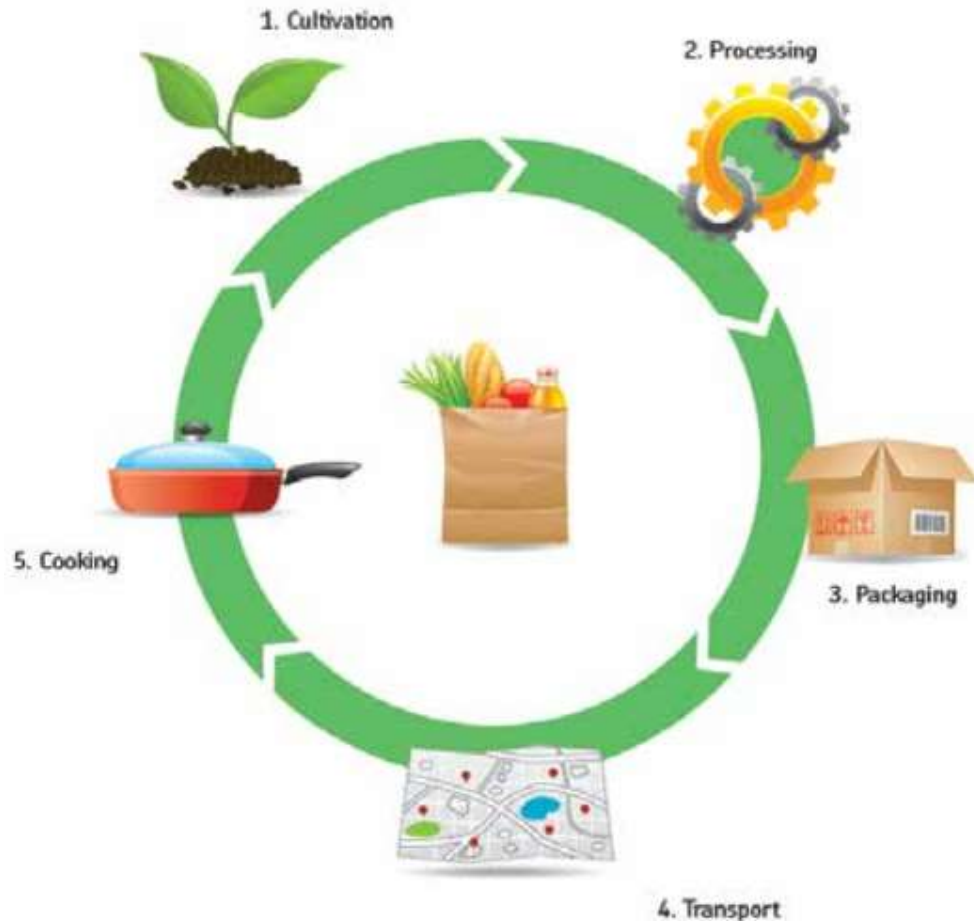 1. Cultivation
2. Processing
3. Packaging
4. Transport
5. Cooking